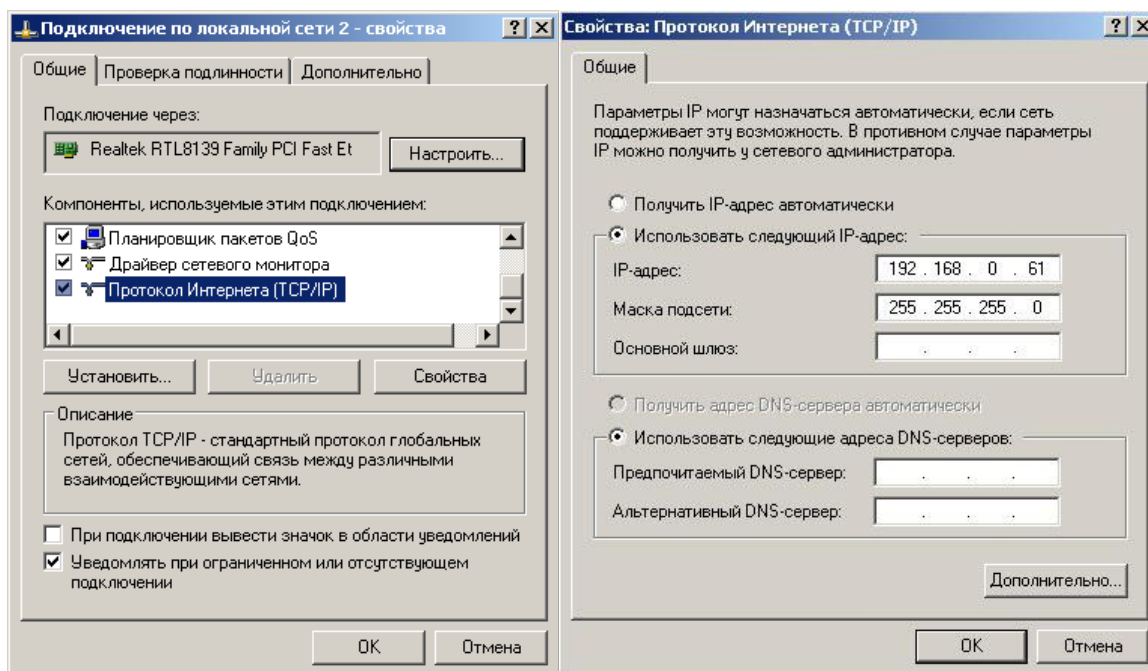 Подключение по локальной сети 2 - свойства
Общие
Проверка подлинности
Дополнительно
Подключение через:
Realtek RTL8139 Family PCI Fast Et
Настроить...
Компоненты, используемые этим подключением:
Планировщик пакетов QoS
Драйвер сетевого монитора
Протокол Интернета (TCP/IP)
Установить...
Удалить
Свойства
Описание
Протокол TCP/IP - стандартный протокол глобальных
сетей, обеспечивающий связь между различными
взаимодействующими сетями.
При подключении вывести значок в области уведомлений
Уведомлять при ограниченном или отсутствующем
подключении
OK
Отмена
Свойства: Протокол Интернета (TCP/IP)
Общие
Параметры IP могут назначаться автоматически, если сеть
поддерживает эту возможность. В противном случае параметры
IP можно получить у сетевого администратора.
Получить IP-адрес автоматически
Использовать следующий IP-адрес:
IP-адрес:
192 . 168 . 0 . 61
Маска подсети:
255 . 255 . 255 . 0
Основной шлюз:
. . .
Получить адрес DNS-сервера автоматически
Использовать следующие адреса DNS-серверов:
Предпочитаемый DNS-сервер:
. . .
Альтернативный DNS-сервер:
. . .
Дополнительно...
OK
Отмена